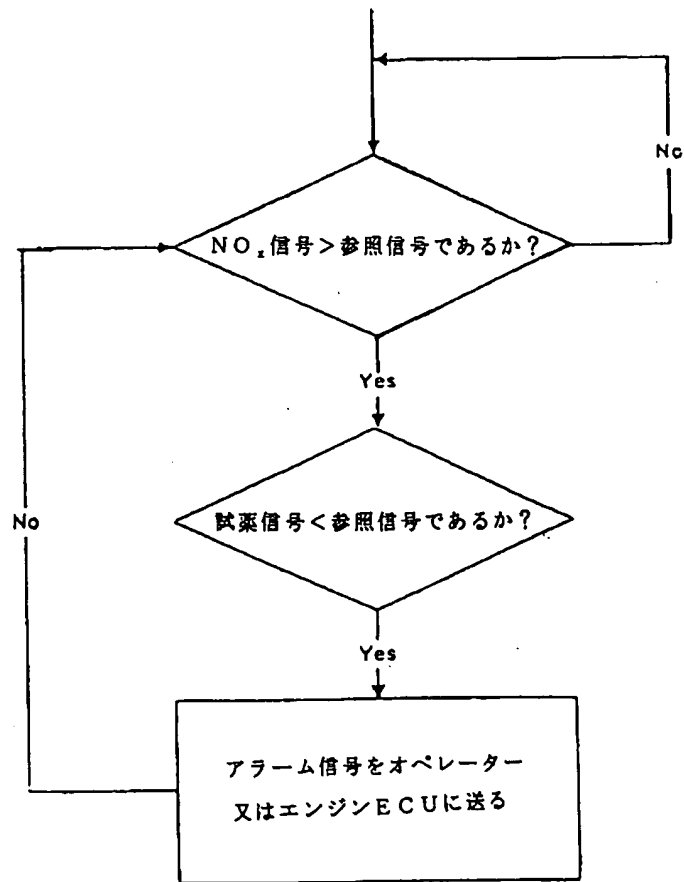 No
NOx信号>参照信号であるか?
Yes
試薬信号<参照信号であるか?
No
Yes
アラーム信号をオペレーター
又はエンジンECUに送る